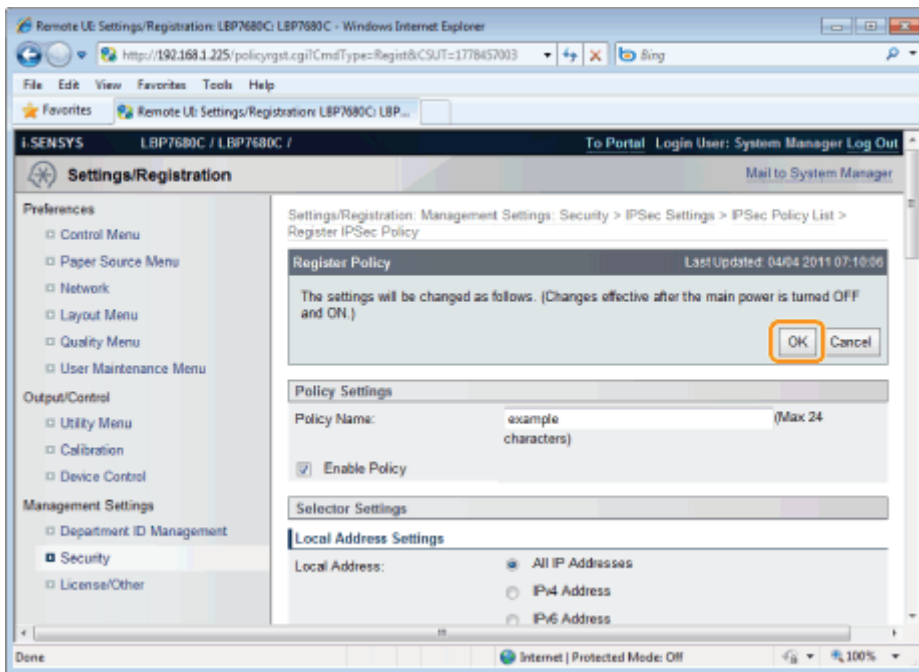 Remote UI: Settings/Registration: LBP7680C: LBP7680C - Windows Internet Explorer
http://192.168.1.225/policyrgst.cgi?CmdType=Regist&CSUT=1778457003
Bing
File Edit View Favorites Tools Help
Favorites
Remote UI: Settings/Registration: LBP7680C: LBP...
i-SENSYS LBP7680C / LBP7680C / To Portal Login User: System Manager Log Out
Settings/Registration Mail to System Manager
Preferences
Control Menu
Paper Source Menu
Network
Layout Menu
Quality Menu
User Maintenance Menu
Output/Control
Utility Menu
Calibration
Device Control
Management Settings
Department ID Management
Security
License/Other
Settings/Registration: Management Settings: Security > IPSec Settings > IPSec Policy List >
Register IPSec Policy
Register Policy Last Updated: 04/04 2011 07:10:06
The settings will be changed as follows. (Changes effective after the main power is turned OFF
and ON.)
OK Cancel
Policy Settings
Policy Name: example (Max 24
characters)
Enable Policy
Selector Settings
Local Address Settings
Local Address: All IP Addresses
IPv4 Address
IPv6 Address
Done Internet | Protected Mode: Off 100%